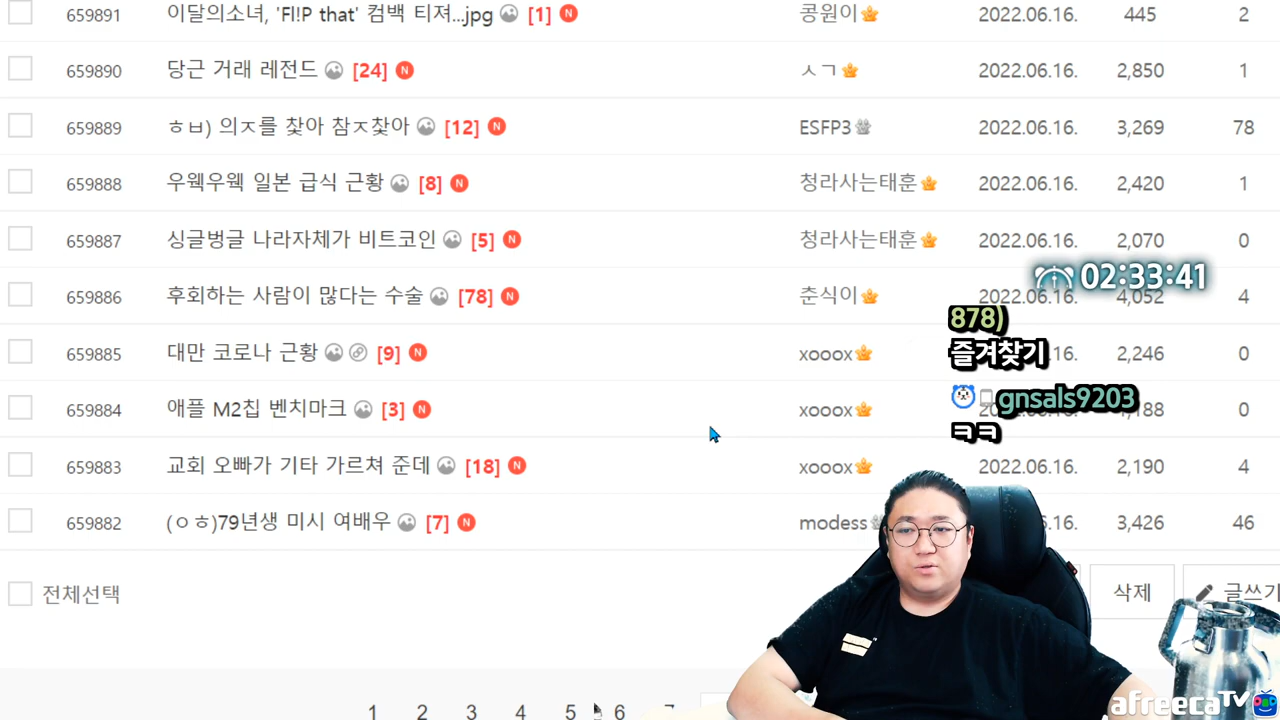 659891 이달의소녀, 'Fl!P that' 컴백 티져...jpg [1] N 콩원이 2022.06.16. 445 2
659890 당근 거래 레전드 [24] N ㅅㄱ 2022.06.16. 2,850 1
659889 ㅎㅂ) 의ㅈ를 찾아 참ㅈ찾아 [12] N ESFP3 2022.06.16. 3,269 78
659888 우웩우웩 일본 급식 근황 [8] N 청라사는태훈 2022.06.16. 2,420 1
659887 싱글벙글 나라자체가 비트코인 [5] N 청라사는태훈 2022.06.16. 2,070 0
02:33:41
659886 후회하는 사람이 많다는 수술 [78] N 춘식이 2022.06.16. 4,052 4
878)
659885 대만 코로나 근황 [9] N xooox 16. 2,246 0
즐겨찾기
gnsals9203
659884 애플 M2칩 벤치마크 [3] N xooox 188 0
ㅋㅋ
659883 교회 오빠가 기타 가르쳐 준데 [18] N xooox 2022.06.16. 2,190 4
659882 (ㅇㅎ)79년생 미시 여배우 [7] N modess 16. 3,426 46
전체선택 삭제 글쓰기
1 2 3 4 5 6 7
afreecaTV